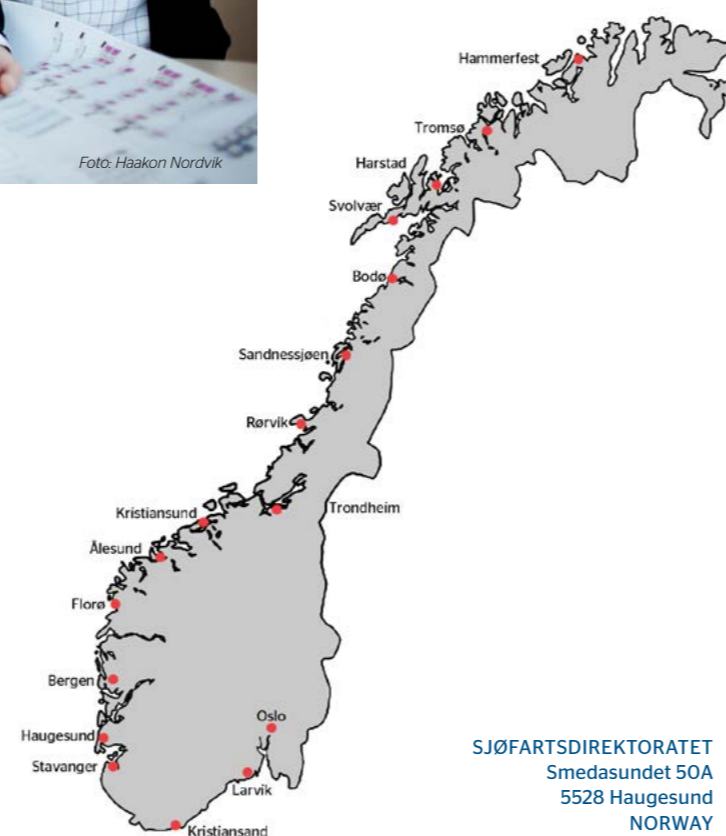 Foto: Haakon Nordvik
Hammerfest
Tromsø
Harstad
Svolvær
Bodø
Sandnessjøen
Rørvik
Trondheim
Kristiansund
Ålesund
Florø
Bergen
Haugesund
Oslo
Stavanger
Larvik
Kristiansand
SJØFARTSDIREKTORATET
Smedasundet 50A
5528 Haugesund
NORWAY